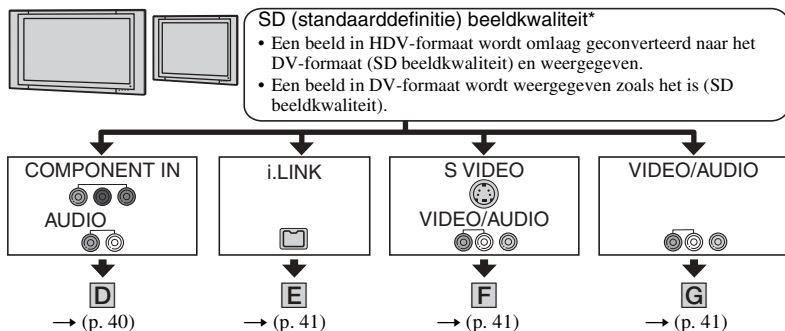 SD (standaarddefinitie) beeldkwaliteit*
• Een beeld in HDV-formaat wordt omlaag geconverteerd naar het
DV-formaat (SD beeldkwaliteit) en weergegeven.
• Een beeld in DV-formaat wordt weergegeven zoals het is (SD
beeldkwaliteit).
COMPONENT IN
AUDIO
i.LINK
S VIDEO
VIDEO/AUDIO
VIDEO/AUDIO
D
→ (p. 40)
E
→ (p. 41)
F
→ (p. 41)
G
→ (p. 41)